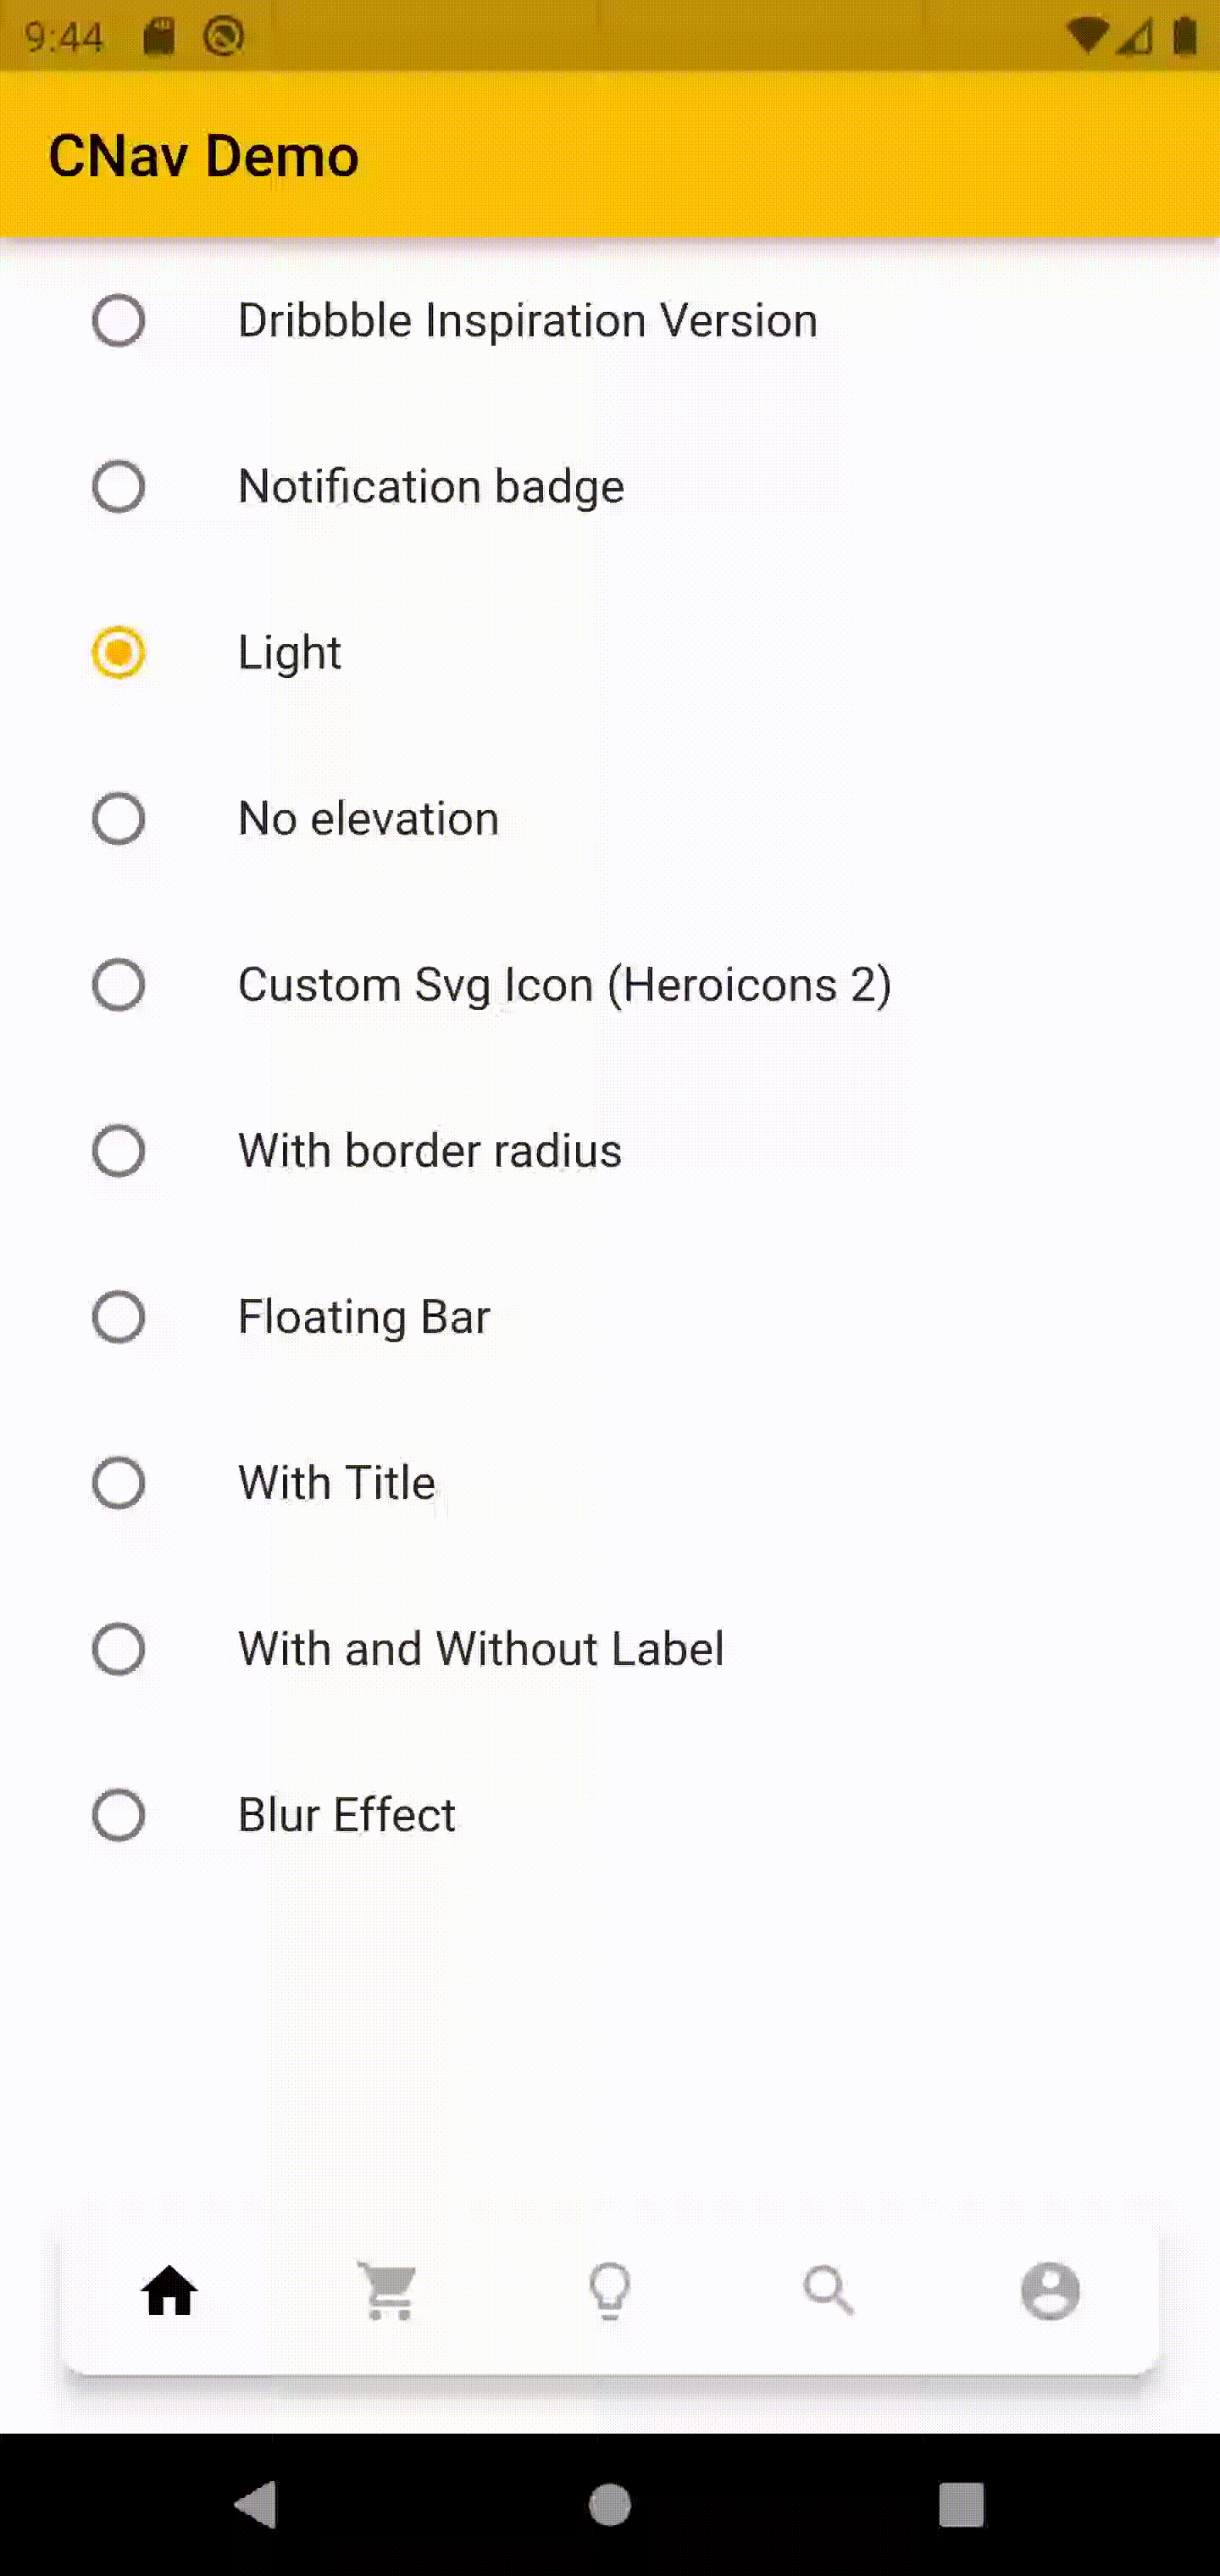 9:44
CNav Demo
Dribbble Inspiration Version
Notification badge
Light
No elevation
Custom Svg Icon (Heroicons 2)
With border radius
Floating Bar
With Title
With and Without Label
Blur Effect